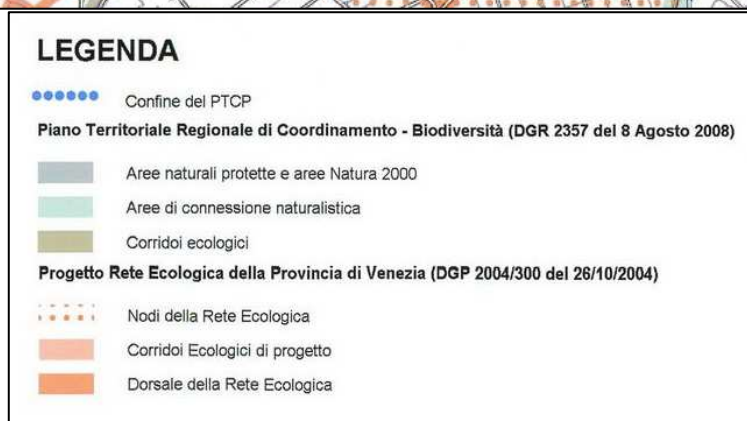 LEGENDA
Confine del PTCP
Piano Territoriale Regionale di Coordinamento - Biodiversità (DGR 2357 del 8 Agosto 2008)
Aree naturali protette e aree Natura 2000
Aree di connessione naturalistica
Corridoi ecologici
Progetto Rete Ecologica della Provincia di Venezia (DGP 2004/300 del 26/10/2004)
Nodi della Rete Ecologica
Corridoi Ecologici di progetto
Dorsale della Rete Ecologica